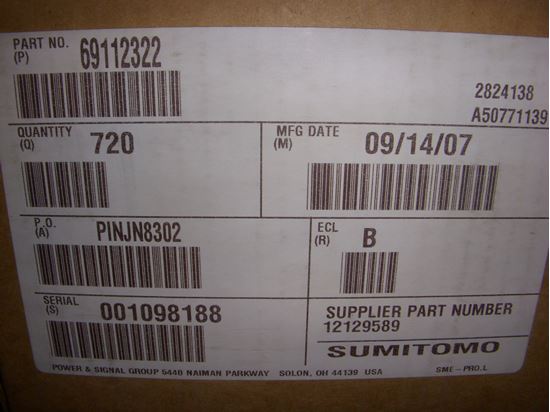 PART NO. 69112322
(P)
2824138
A50771139
QUANTITY 720
(Q)
MFG DATE 09/14/07
(M)
P.O. PINJN8302
(A)
ECL B
(R)
SERIAL 001098188
(S)
SUPPLIER PART NUMBER
12129589
SUMITOMO
POWER & SIGNAL GROUP 5440 NAIMAN PARKWAY SOLON, OH 44139 USA SME-PRO.L